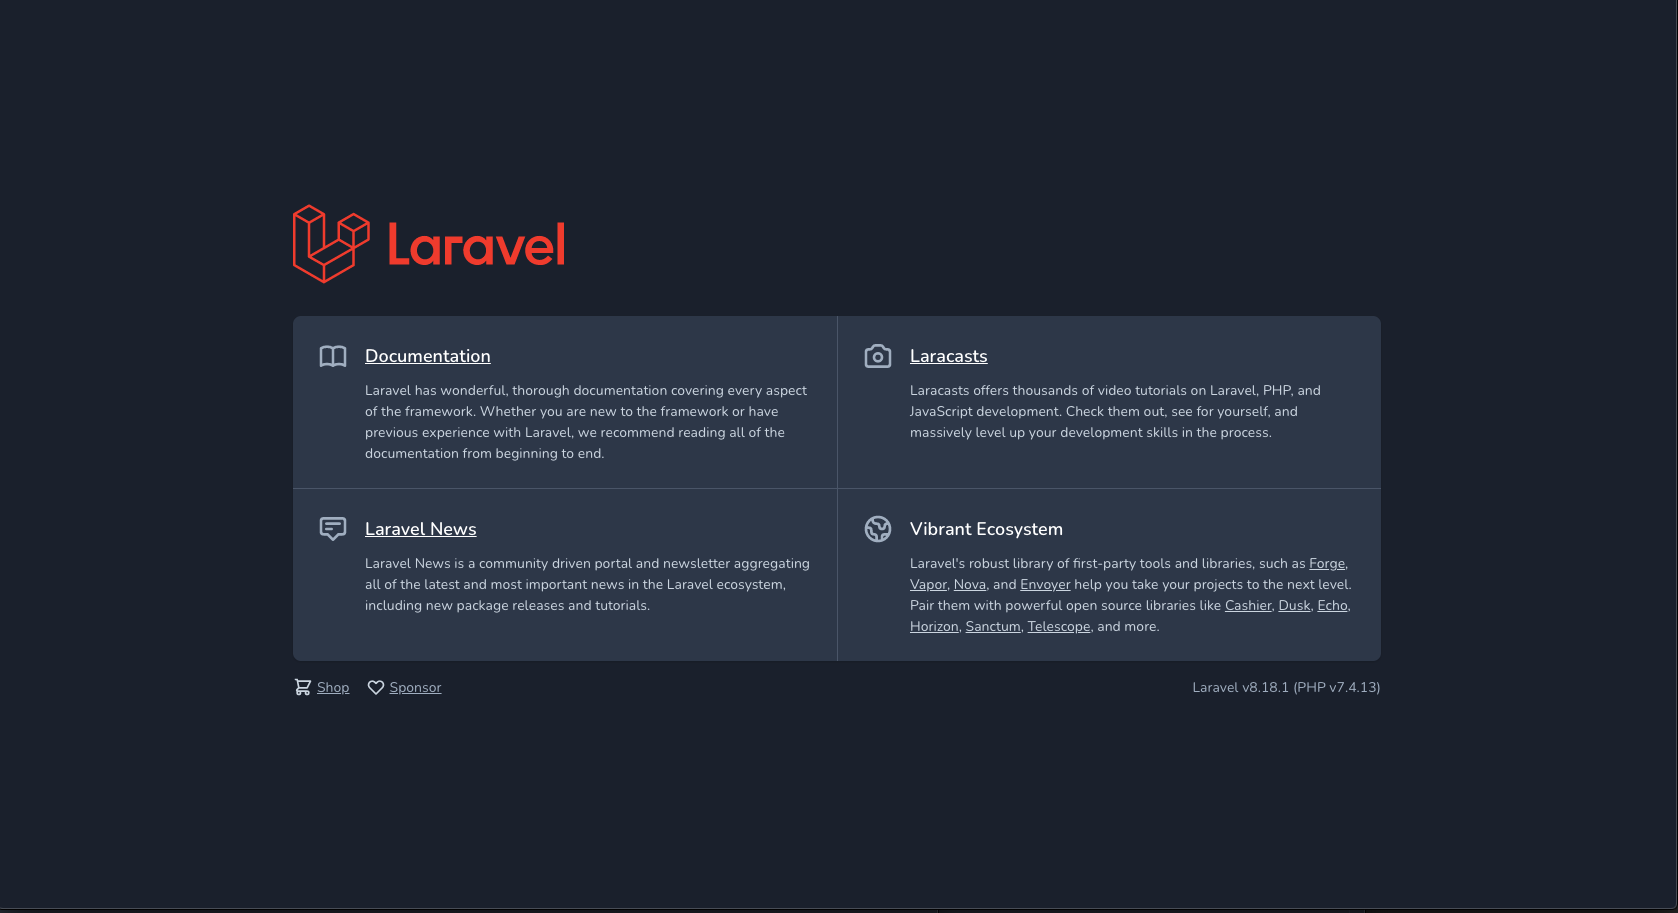 Laravel
Documentation
Laravel has wonderful, thorough documentation covering every aspect
of the framework. Whether you are new to the framework or have
previous experience with Laravel, we recommend reading all of the
documentation from beginning to end.
Laracasts
Laracasts offers thousands of video tutorials on Laravel, PHP, and
JavaScript development. Check them out, see for yourself, and
massively level up your development skills in the process.
Laravel News
Laravel News is a community driven portal and newsletter aggregating
all of the latest and most important news in the Laravel ecosystem,
including new package releases and tutorials.
Vibrant Ecosystem
Laravel's robust library of first-party tools and libraries, such as Forge,
Vapor, Nova, and Envoyer help you take your projects to the next level.
Pair them with powerful open source libraries like Cashier, Dusk, Echo,
Horizon, Sanctum, Telescope, and more.
Shop Sponsor
Laravel v8.18.1 (PHP v7.4.13)